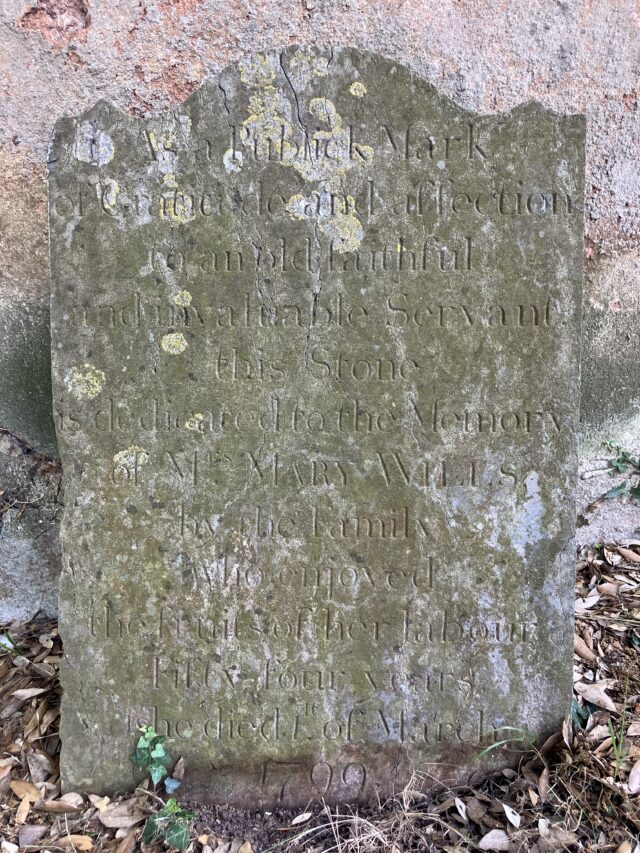 As a Publick Mark
of Gratitude and affection
to an old faithful
and invaluable Servant
this Stone
is dedicated to the Memory
of Mrs MARY WILLS
by the family
who enjoyed
the fruits of her labour
Fifty four years
she died of March
1799